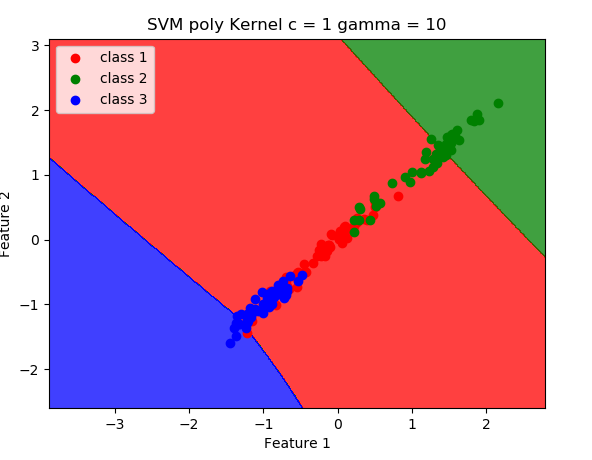 SVM poly Kernel c = 1 gamma = 10
class 1
class 2
class 3
3
2
1
0
−1
−2
Feature 2
−3
−2
−1
0
1
2
Feature 1